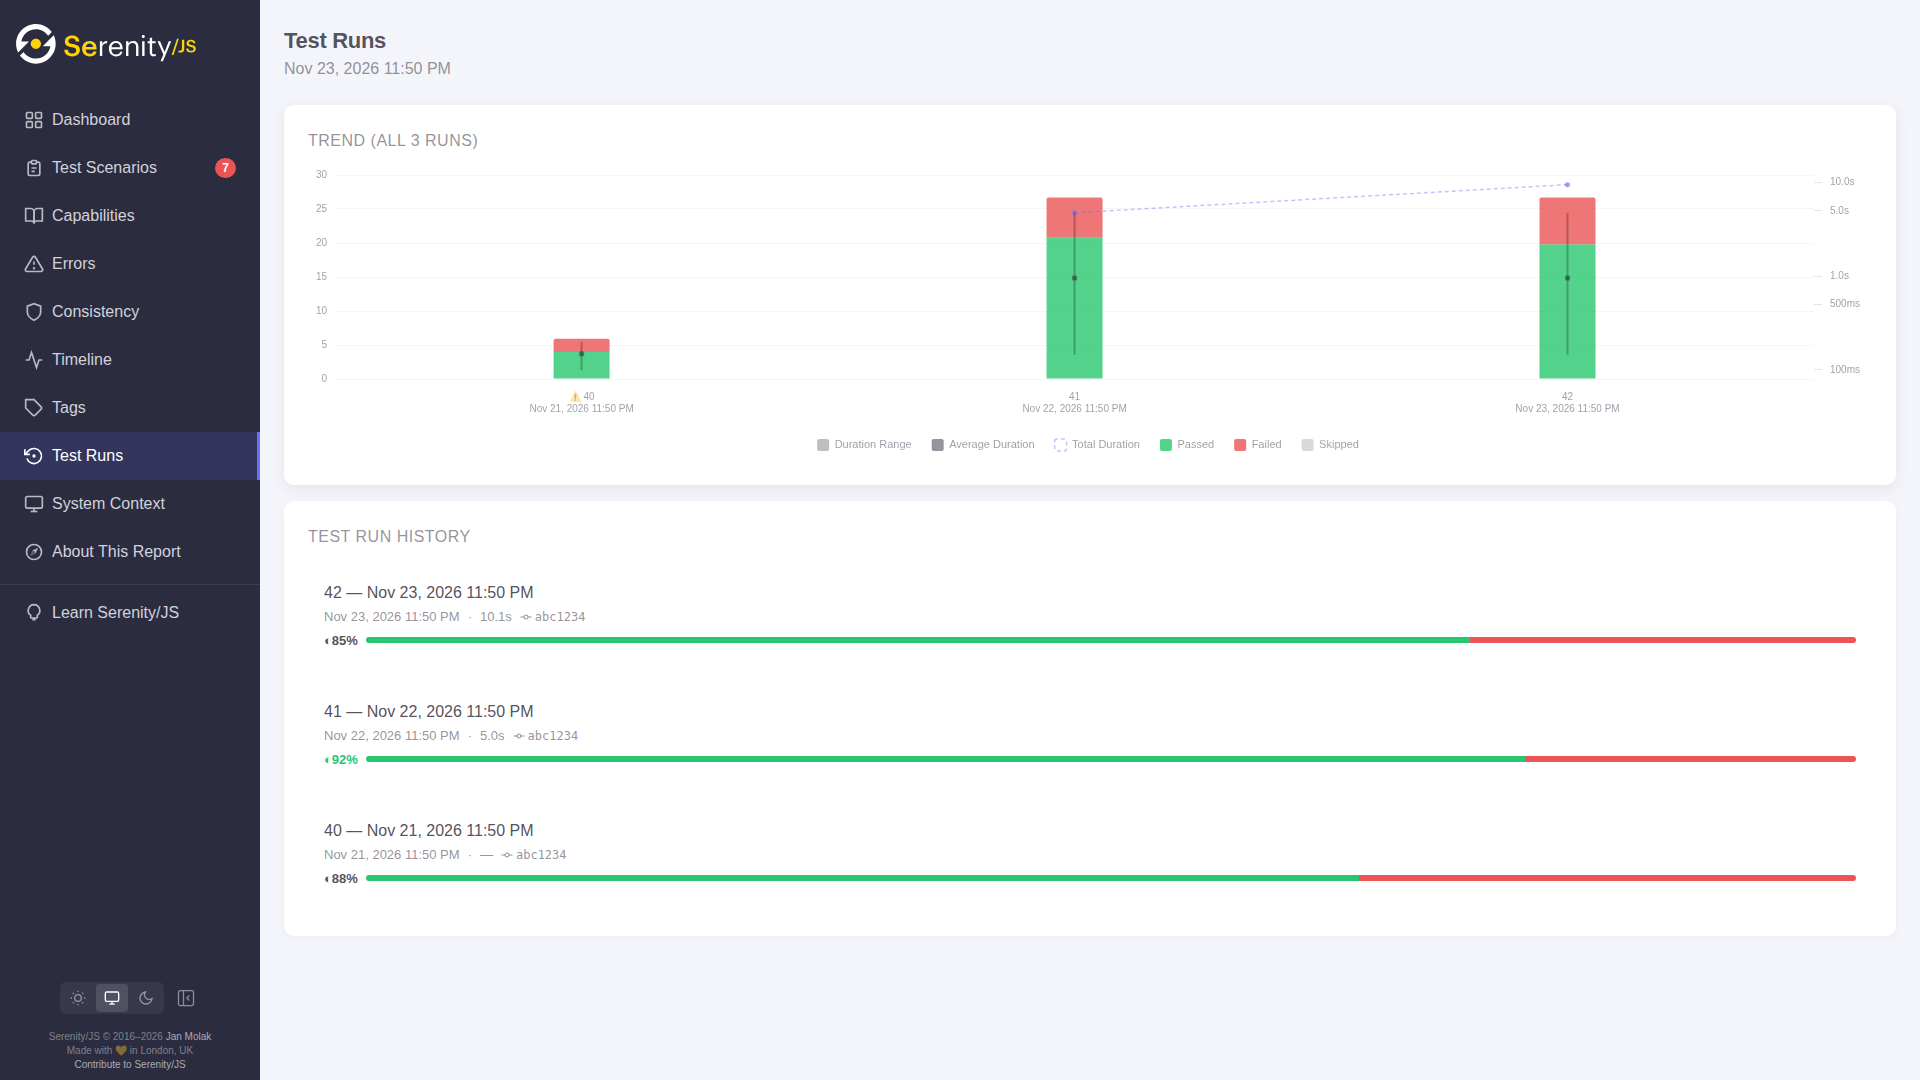 Serenity/JS
Dashboard
Test Scenarios 7
Capabilities
Errors
Consistency
Timeline
Tags
Test Runs
System Context
About This Report
Learn Serenity/JS
Serenity/JS © 2016–2026 Jan Molak
Made with 💛 in London, UK
Contribute to Serenity/JS
Test Runs
Nov 23, 2026 11:50 PM
TREND (ALL 3 RUNS)
30
25
20
15
10
5
0
10.0s
5.0s
1.0s
500ms
100ms
⚠️ 40
Nov 21, 2026 11:50 PM
41
Nov 22, 2026 11:50 PM
42
Nov 23, 2026 11:50 PM
Duration Range Average Duration Total Duration Passed Failed Skipped
TEST RUN HISTORY
42 — Nov 23, 2026 11:50 PM
Nov 23, 2026 11:50 PM · 10.1s abc1234
85%
41 — Nov 22, 2026 11:50 PM
Nov 22, 2026 11:50 PM · 5.0s abc1234
92%
40 — Nov 21, 2026 11:50 PM
Nov 21, 2026 11:50 PM · — abc1234
88%